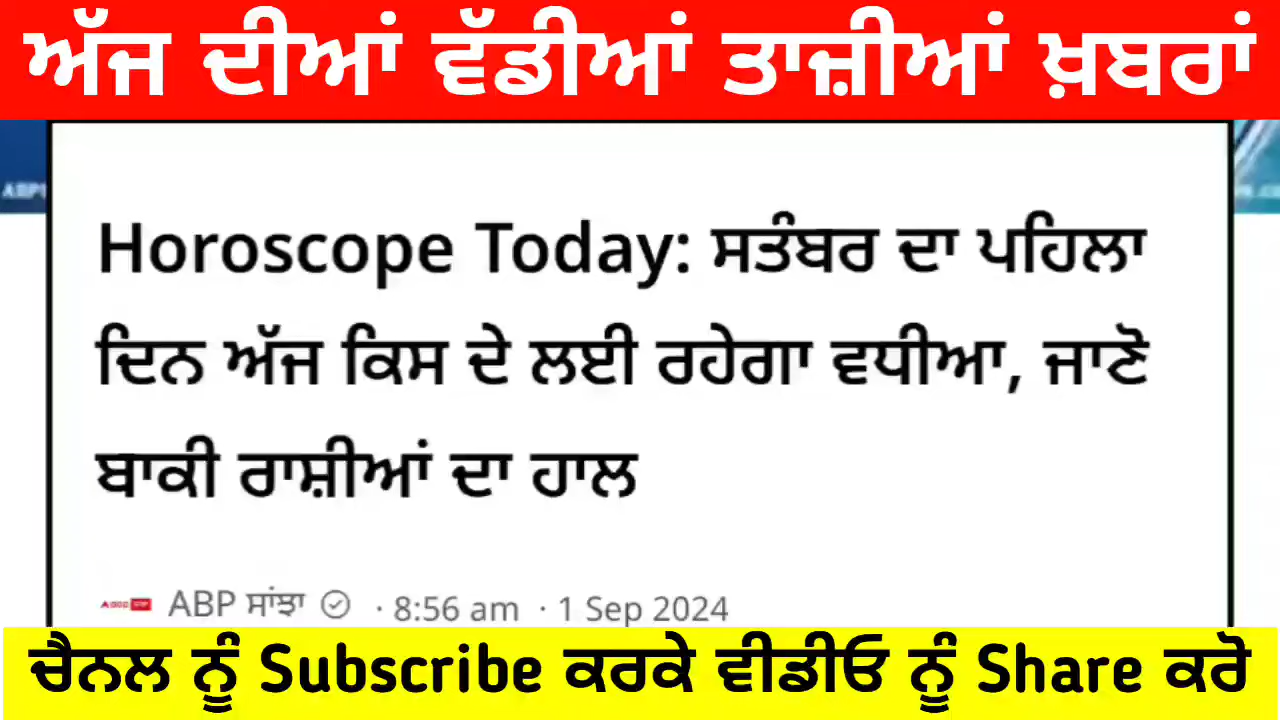 ਅੱਜ ਦੀਆਂ ਵੱਡੀਆਂ ਤਾਜ਼ੀਆਂ ਖ਼ਬਰਾਂ
Horoscope Today: ਸਤੰਬਰ ਦਾ ਪਹਿਲਾ
ਦਿਨ ਅੱਜ ਕਿਸ ਦੇ ਲਈ ਰਹੇਗਾ ਵਧੀਆ, ਜਾਣੋ
ਬਾਕੀ ਰਾਸ਼ੀਆਂ ਦਾ ਹਾਲ
ABP ਸਾਂਝਾ · 8:56 am · 1 Sep 2024
ਚੈਨਲ ਨੂੰ Subscribe ਕਰਕੇ ਵੀਡੀਓ ਨੂੰ Share ਕਰੋ